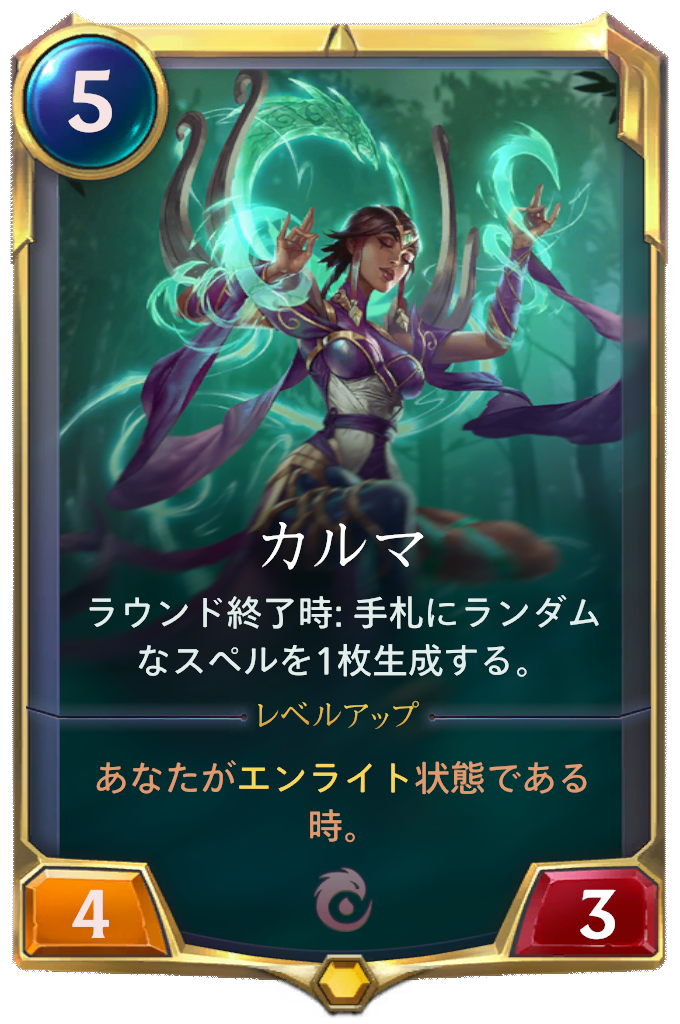 5
カルマ
ラウンド終了時: 手札にランダム
なスペルを1枚生成する。
レベルアップ
あなたがエンライト状態である
時。
4
3